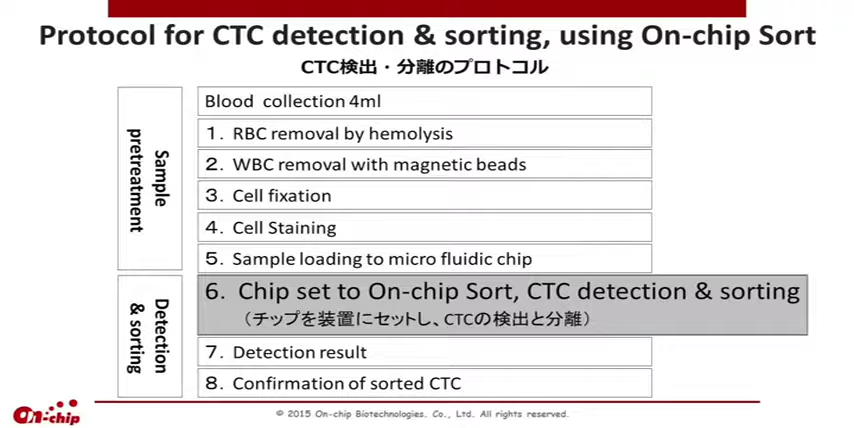 Protocol for CTC detection & sorting, using On-chip Sort
CTC検出・分離のプロトコル
Sample
pretreatment
Blood collection 4ml
1. RBC removal by hemolysis
2. WBC removal with magnetic beads
3. Cell fixation
4. Cell Staining
5. Sample loading to micro fluidic chip
Detection
& sorting
6. Chip set to On-chip Sort, CTC detection & sorting
（チップを装置にセットし、CTCの検出と分離）
7. Detection result
8. Confirmation of sorted CTC
On-chip
© 2015 On-chip Biotechnologies. Co., Ltd. All rights reserved.